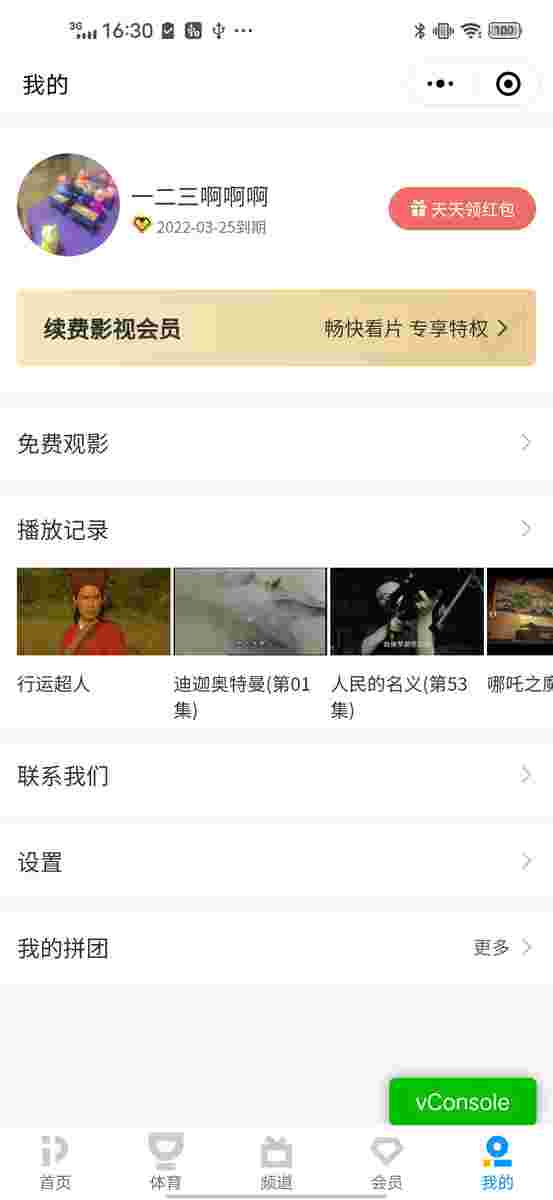 3G 16:30
100
我的
一二三啊啊啊
2022-03-25到期
天天领红包
续费影视会员
畅快看片 专享特权
免费观影
播放记录
行运超人
迪迦奥特曼(第01
集)
人民的名义(第53
集)
哪吒之魔
联系我们
设置
我的拼团
更多
vConsole
首页
体育
频道
会员
我的